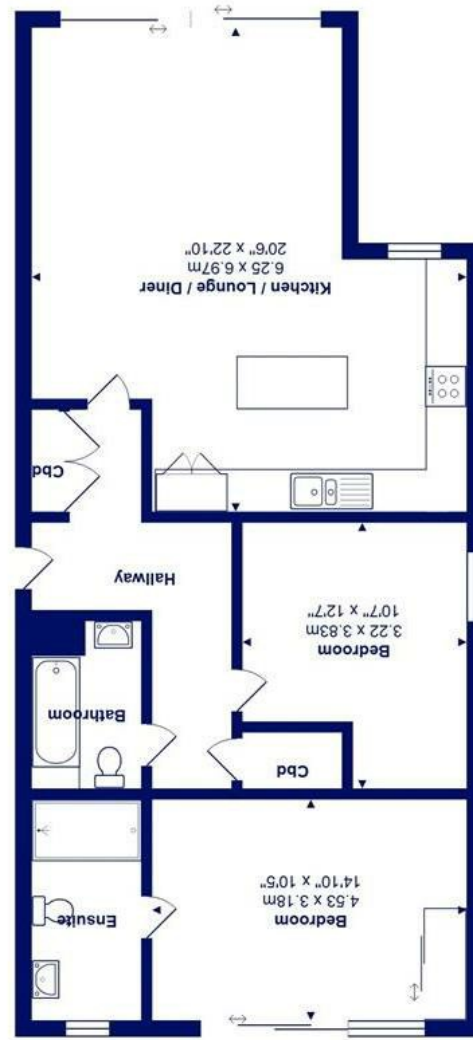 Ensuite
Bedroom
4.53 x 3.18m
14'10" x 10'5"
Cbd
Bathroom
Bedroom
3.22 x 3.83m
10'7" x 12'7"
Hallway
Cbd
Kitchen / Lounge / Diner
6.25 x 6.97m
20'6" x 22'10"